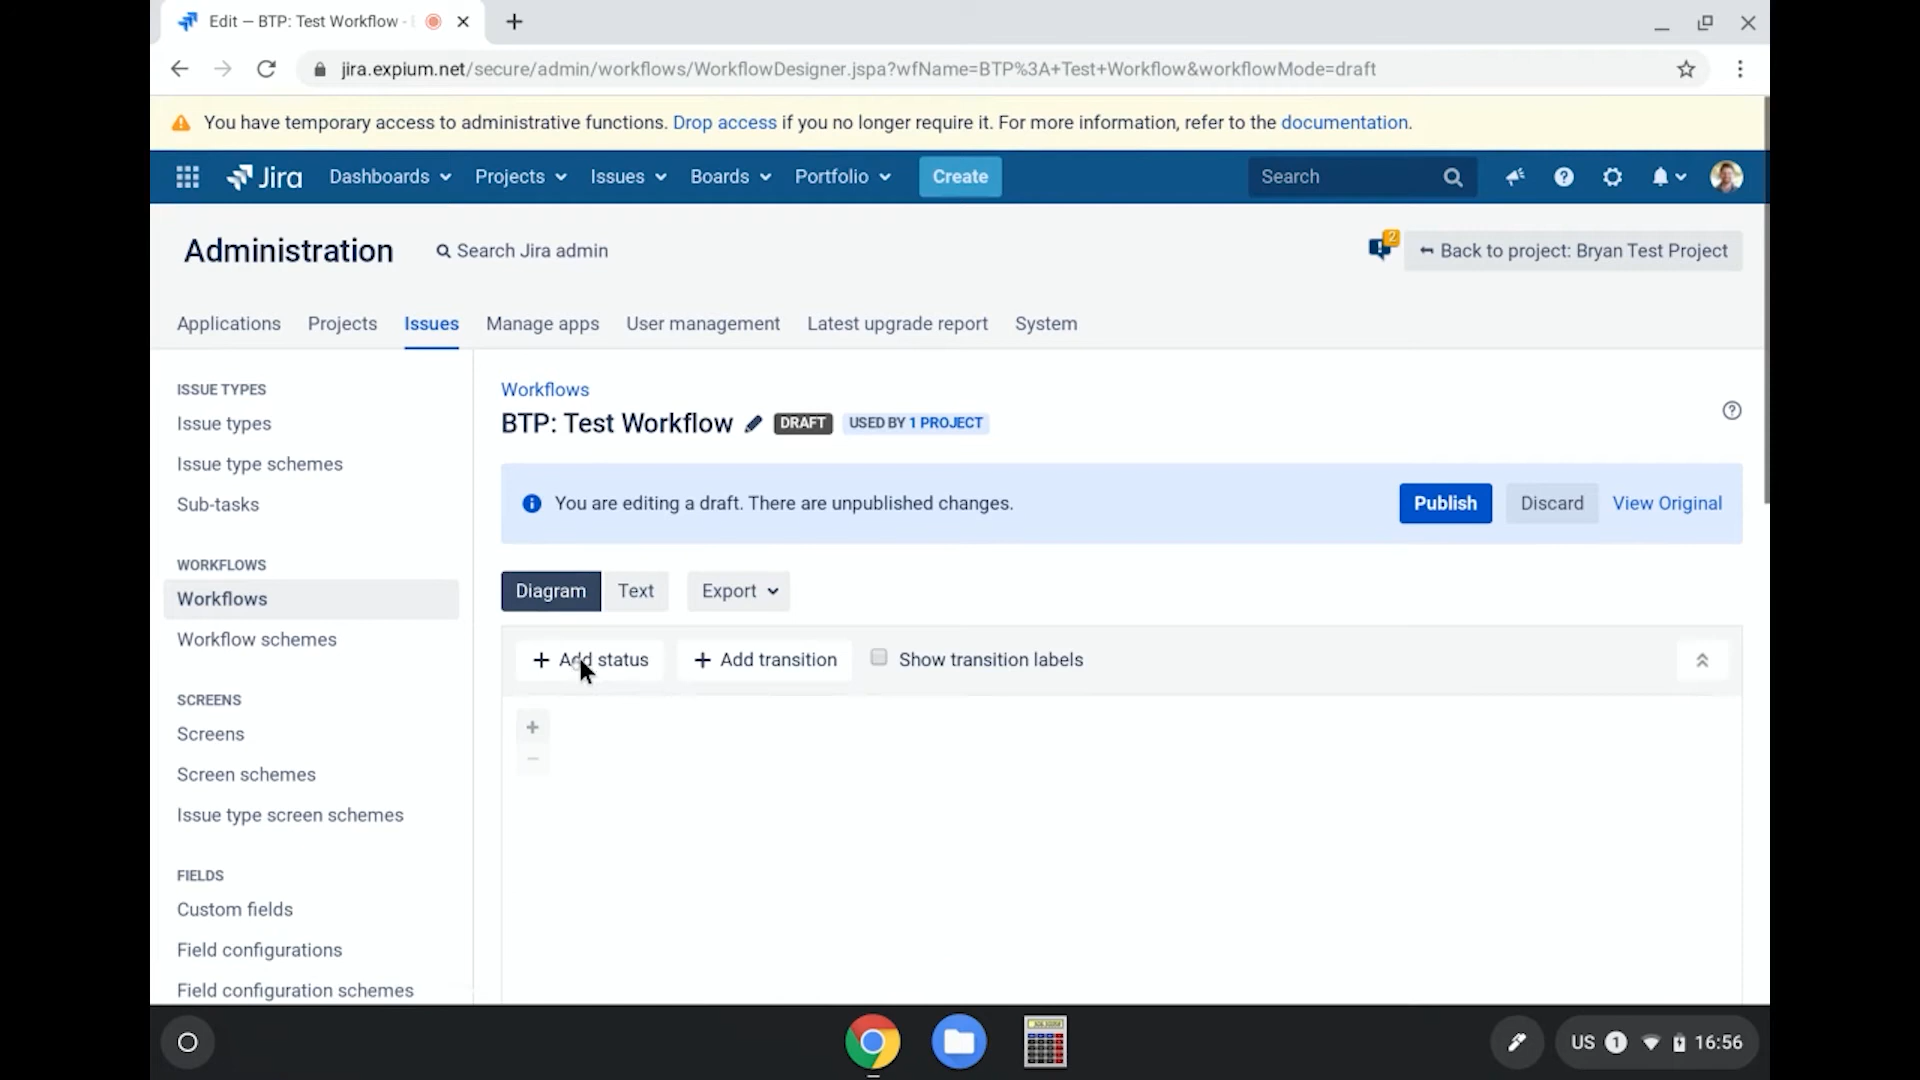 Edit — BTP: Test Workflow -
jira.expium.net/secure/admin/workflows/WorkflowDesigner.jspa?wfName=BTP%3A+Test+Workflow&workflowMode=draft
You have temporary access to administrative functions. Drop access if you no longer require it. For more information, refer to the documentation.
Jira Dashboards Projects Issues Boards Portfolio Create Search
Administration Search Jira admin 2 Back to project: Bryan Test Project
Applications Projects Issues Manage apps User management Latest upgrade report System
ISSUE TYPES
Issue types
Issue type schemes
Sub-tasks
WORKFLOWS
Workflows
Workflow schemes
SCREENS
Screens
Screen schemes
Issue type screen schemes
FIELDS
Custom fields
Field configurations
Field configuration schemes
Workflows
BTP: Test Workflow DRAFT USED BY 1 PROJECT
You are editing a draft. There are unpublished changes. Publish Discard View Original
Diagram Text Export
+ Add status + Add transition Show transition labels
+
−
US 1 16:56